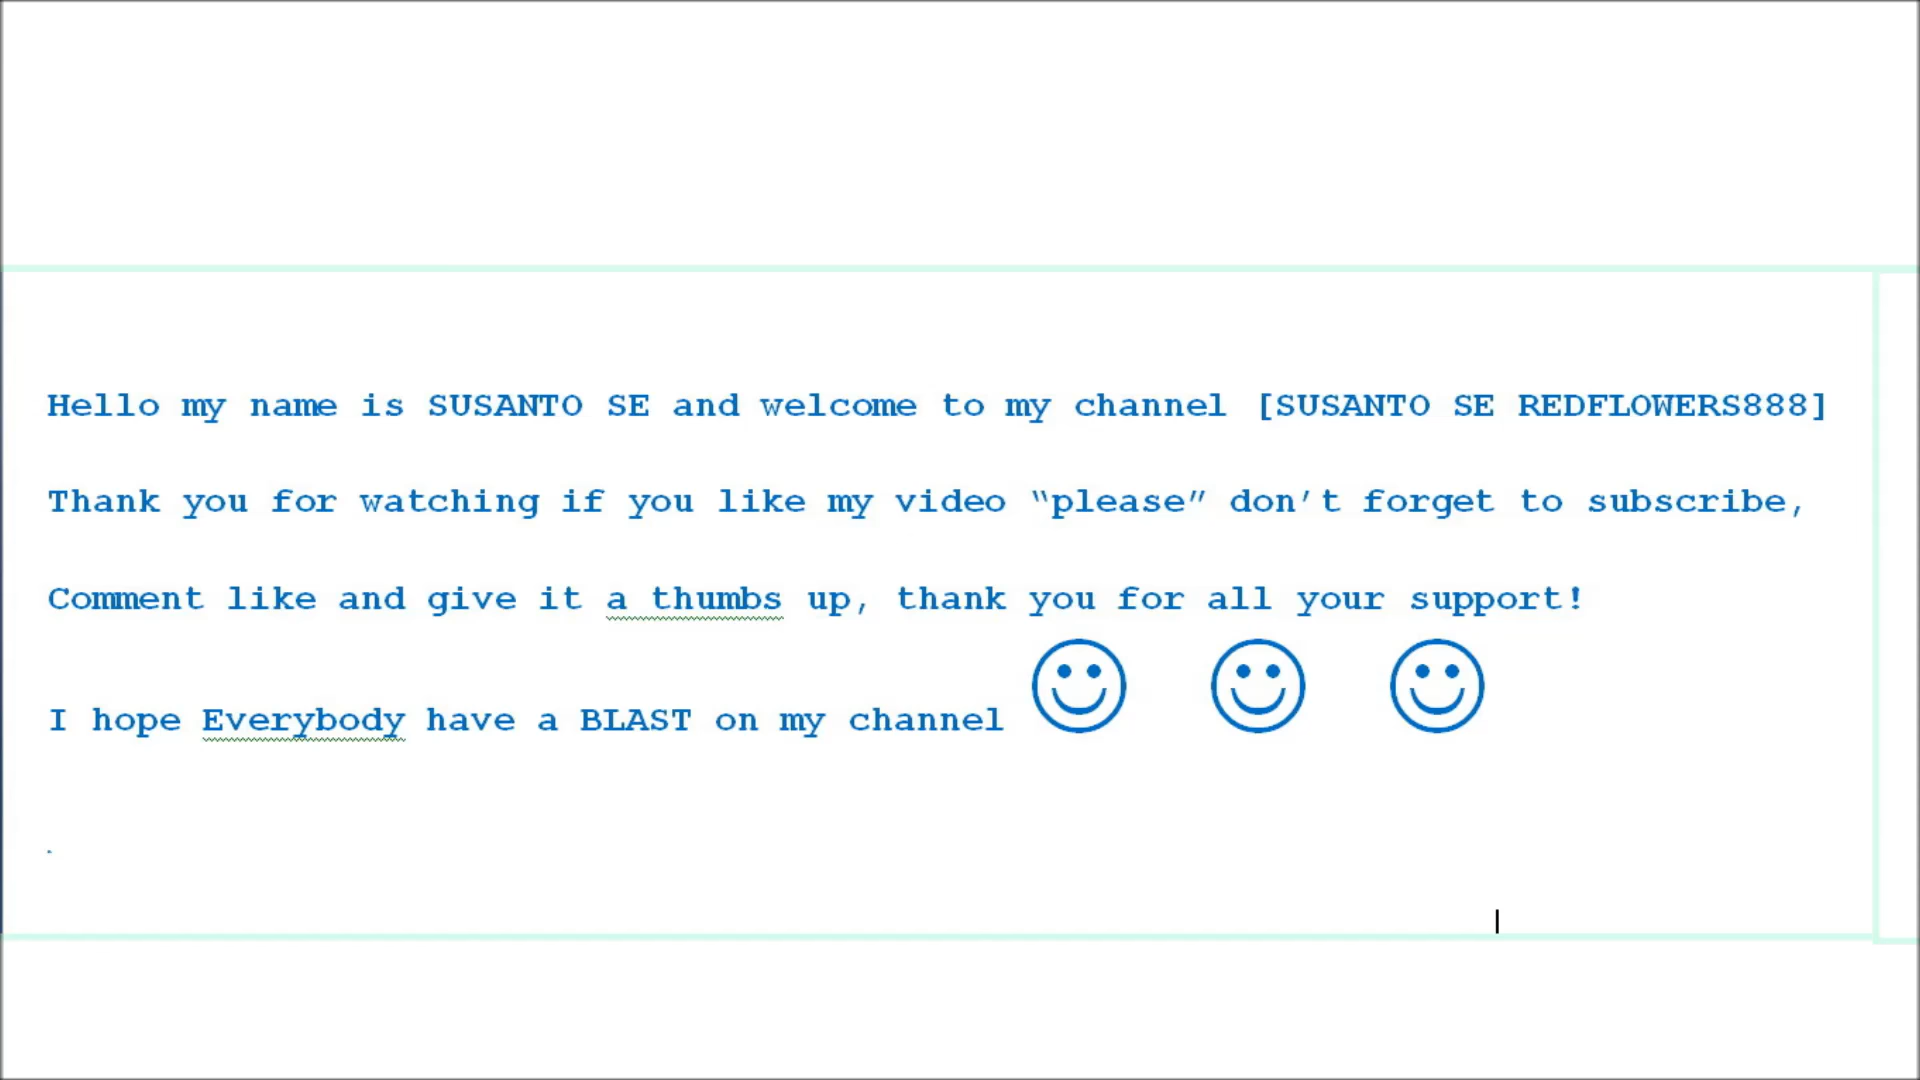 Hello my name is SUSANTO SE and welcome to my channel [SUSANTO SE REDFLOWERS888]
Thank you for watching if you like my video “please” don’t forget to subscribe,
Comment like and give it a thumbs up, thank you for all your support!
I hope Everybody have a BLAST on my channel